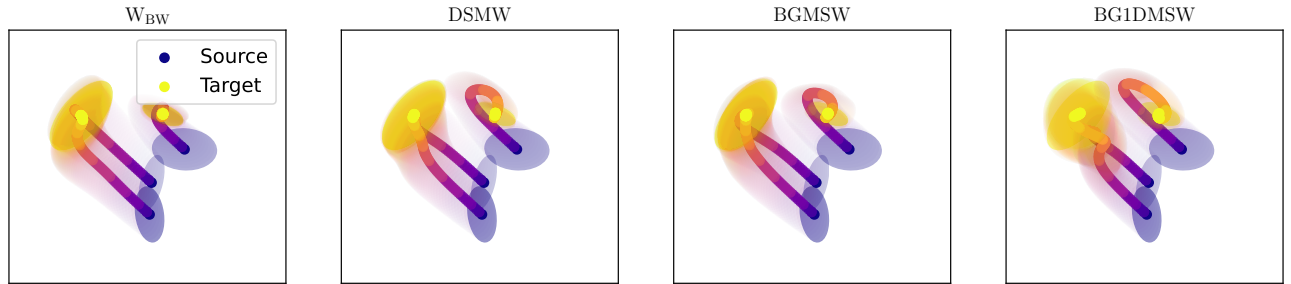 W_BW
DSMW
BGMSW
BG1DMSW
Source
Target